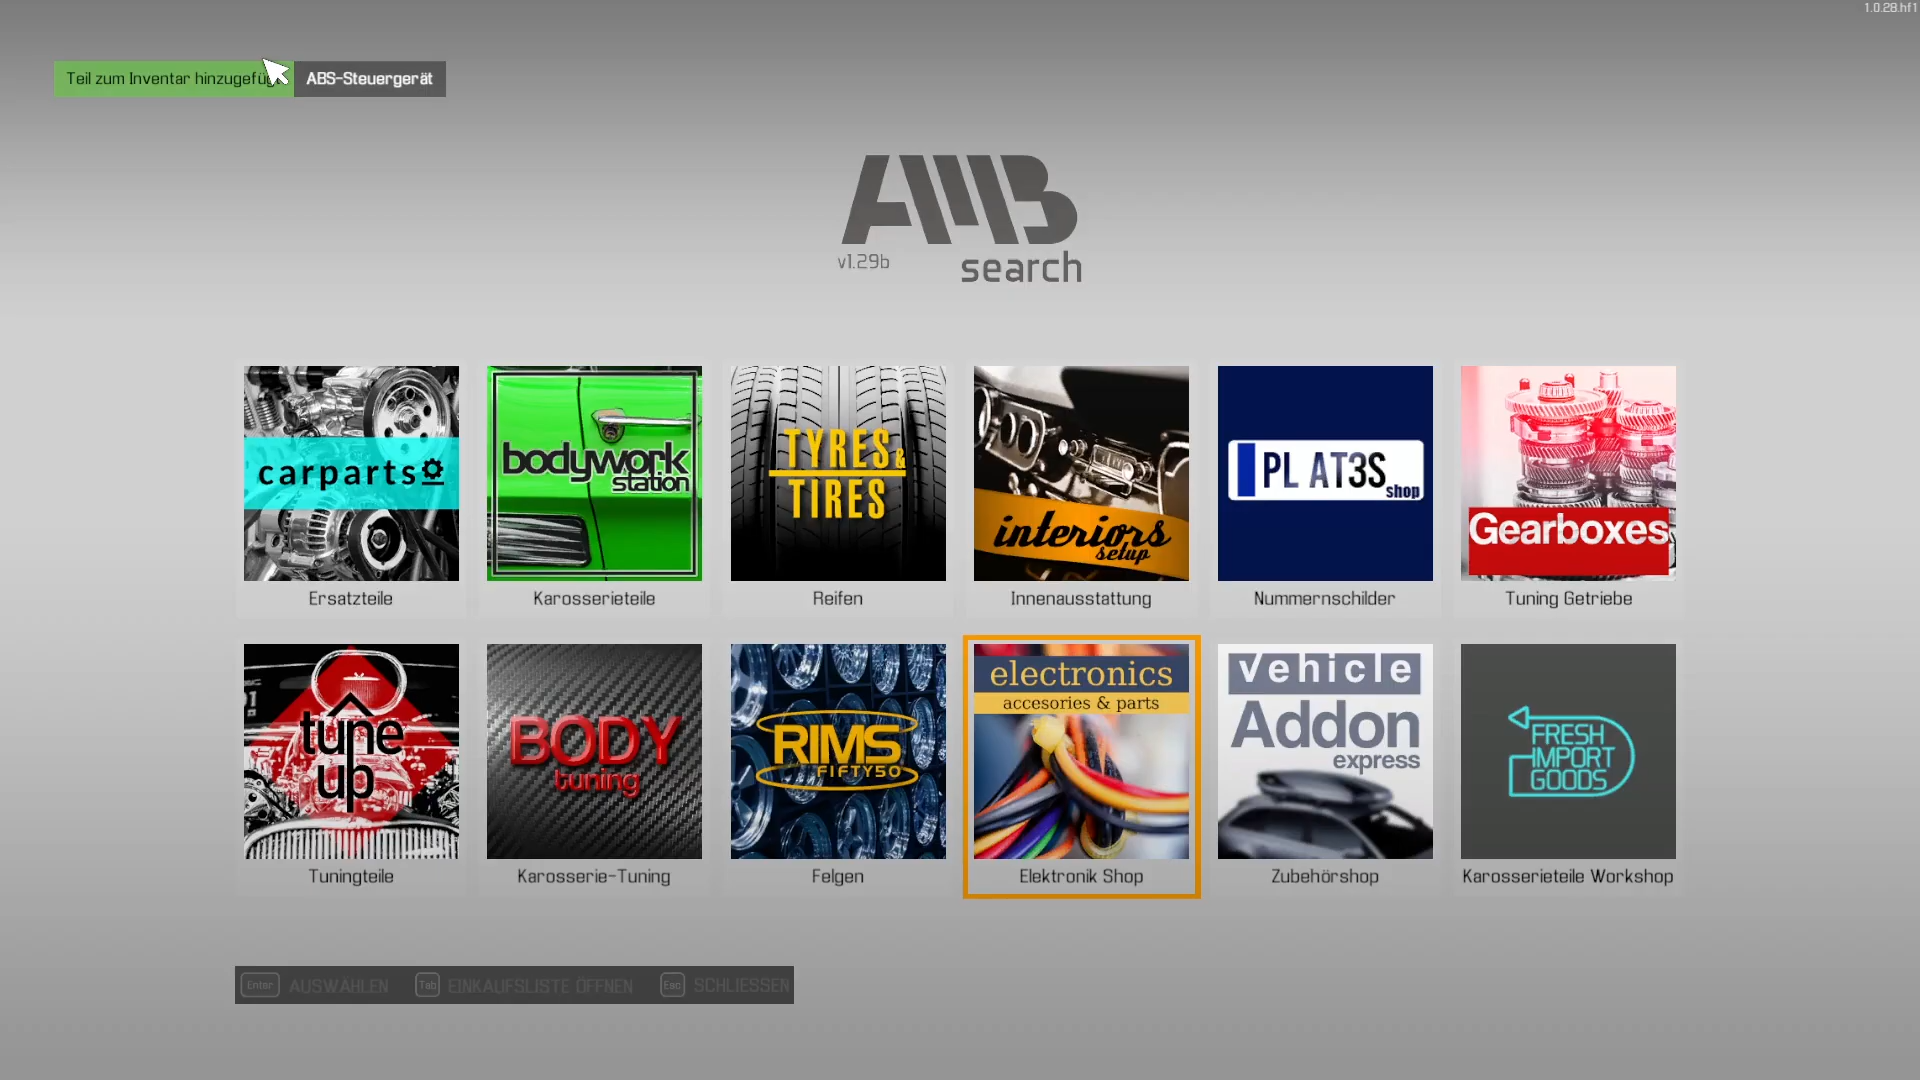 1.0.28.hf1
Teil zum Inventar hinzugefüg
ABS-Steuergerät
AMB
v1.29b
search
carparts
bodywork
station
TYRES &
TIRES
interiors
setup
PL AT3S
shop
Gearboxes
Ersatzteile
Karosserieteile
Reifen
Innenausstattung
Nummernschilder
Tuning Getriebe
tune
up
BODY
tuning
RIMS
FIFTY50
electronics
accesories & parts
vehicle
Addon
express
FRESH
IMPORT
GOODS
Tuningteile
Karosserie-Tuning
Felgen
Elektronik Shop
Zubehörshop
Karosserieteile Workshop
Enter AUSWÄHLEN Tab EINKAUFSLISTE ÖFFNEN Esc SCHLIESSEN